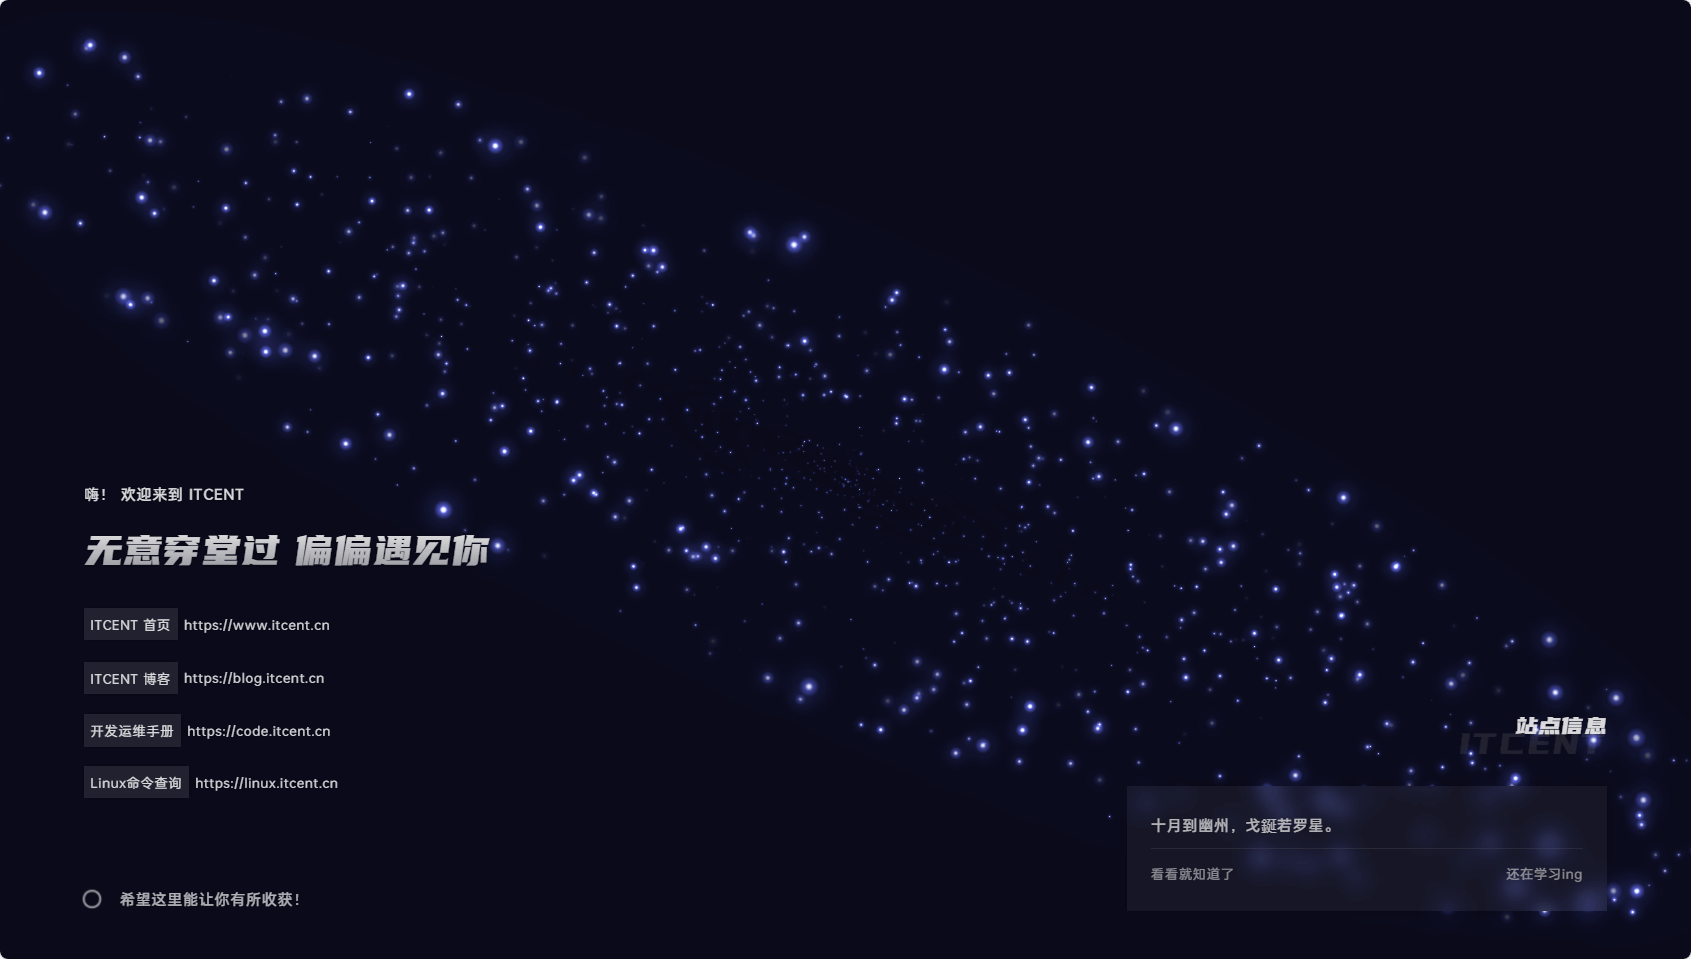 嗨！ 欢迎来到 ITCENT
无意穿堂过 偏偏遇见你
ITCENT 首页 https://www.itcent.cn
ITCENT 博客 https://blog.itcent.cn
开发运维手册 https://code.itcent.cn
Linux命令查询 https://linux.itcent.cn
希望这里能让你有所收获！
站点信息
ITCENT
十月到幽州，戈鋋若罗星。
看看就知道了 还在学习ing